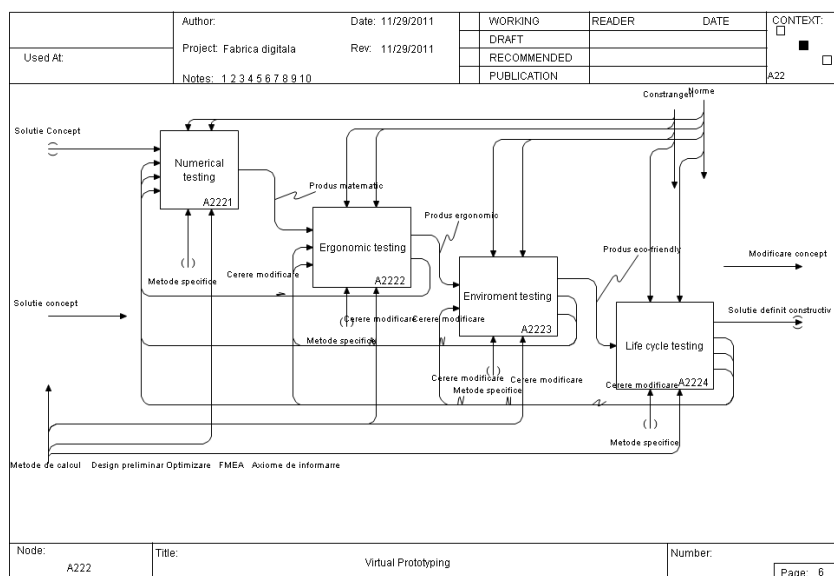 Used At:
Author:
Date: 11/29/2011
Project: Fabrica digitala
Rev: 11/29/2011
Notes: 1 2 3 4 5 6 7 8 9 10
WORKING
DRAFT
RECOMMENDED
PUBLICATION
READER
DATE
CONTEXT:
A22
Constrangeri
Norme
Solutie Concept
Numerical
testing
A2221
Produs matematic
Metode specifice
Ergonomic testing
A2222
Cerere modificare
Produs ergonomic
Enviroment testing
A2223
Produs eco-friendly
Modificare concept
Solutie concept
Solutie definit constructiv
Cerere modificare
Cerere modificare
Metode specifice
Life cycle testing
A2224
Cerere modificare
Cerere modificare
Cerere modificare
Metode specifice
Metode specifice
Metode de calcul
Design preliminar
Optimizare
FMEA
Axiome de informarre
Node:
A222
Title:
Virtual Prototyping
Number:
Page: 6